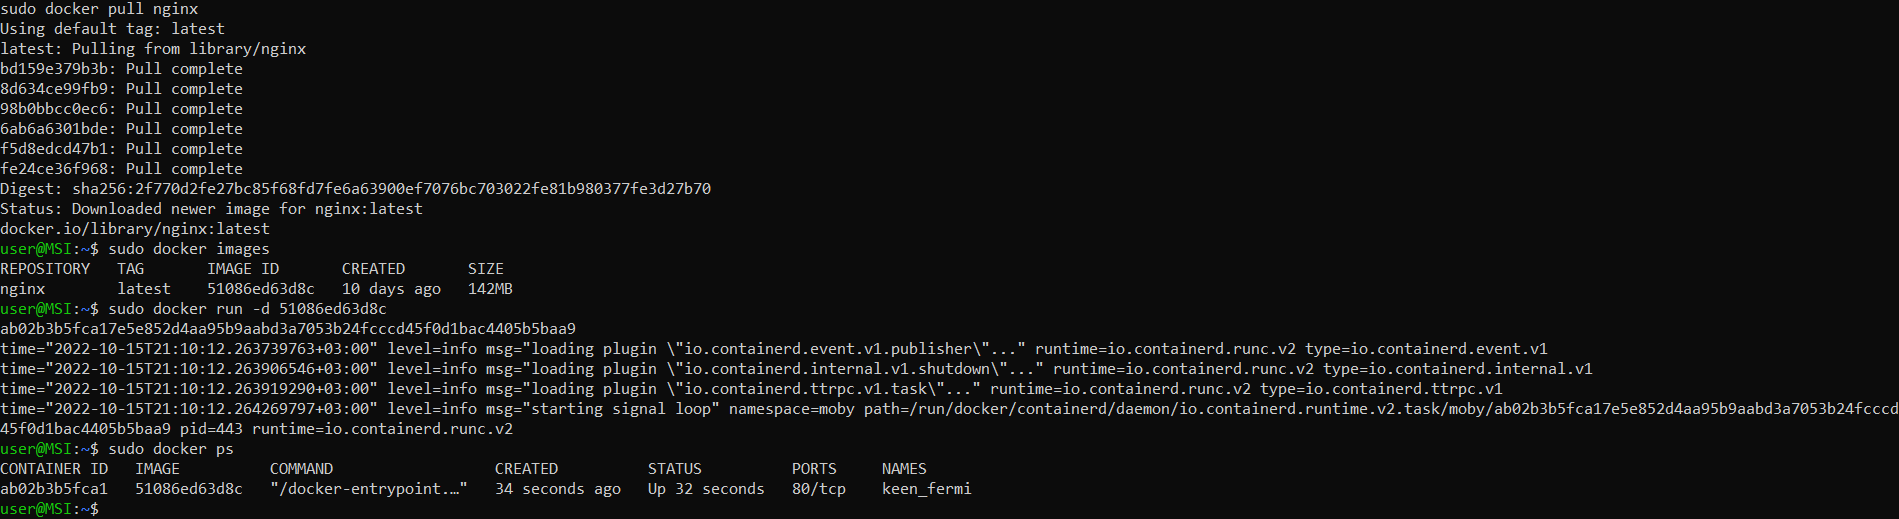 sudo docker pull nginx
Using default tag: latest
latest: Pulling from library/nginx
bd159e379b3b: Pull complete
8d634ce99fb9: Pull complete
98b0bbcc0ec6: Pull complete
6ab6a6301bde: Pull complete
f5d8edcd47b1: Pull complete
fe24ce36f968: Pull complete
Digest: sha256:2f770d2fe27bc85f68fd7fe6a63900ef7076bc703022fe81b980377fe3d27b70
Status: Downloaded newer image for nginx:latest
docker.io/library/nginx:latest
user@MSI:~$ sudo docker images
REPOSITORY   TAG       IMAGE ID       CREATED       SIZE
nginx        latest    51086ed63d8c   10 days ago   142MB
user@MSI:~$ sudo docker run -d 51086ed63d8c
ab02b3b5fca17e5e852d4aa95b9aabd3a7053b24fcccd45f0d1bac4405b5baa9
time="2022-10-15T21:10:12.263739763+03:00" level=info msg="loading plugin \"io.containerd.event.v1.publisher\"..." runtime=io.containerd.runc.v2 type=io.containerd.event.v1
time="2022-10-15T21:10:12.263906546+03:00" level=info msg="loading plugin \"io.containerd.internal.v1.shutdown\"..." runtime=io.containerd.runc.v2 type=io.containerd.internal.v1
time="2022-10-15T21:10:12.263919290+03:00" level=info msg="loading plugin \"io.containerd.ttrpc.v1.task\"..." runtime=io.containerd.runc.v2 type=io.containerd.ttrpc.v1
time="2022-10-15T21:10:12.264269797+03:00" level=info msg="starting signal loop" namespace=moby path=/run/docker/containerd/daemon/io.containerd.runtime.v2.task/moby/ab02b3b5fca17e5e852d4aa95b9aabd3a7053b24fcccd
45f0d1bac4405b5baa9 pid=443 runtime=io.containerd.runc.v2
user@MSI:~$ sudo docker ps
CONTAINER ID   IMAGE          COMMAND                  CREATED          STATUS          PORTS     NAMES
ab02b3b5fca1   51086ed63d8c   "/docker-entrypoint.…"   34 seconds ago   Up 32 seconds   80/tcp    keen_fermi
user@MSI:~$